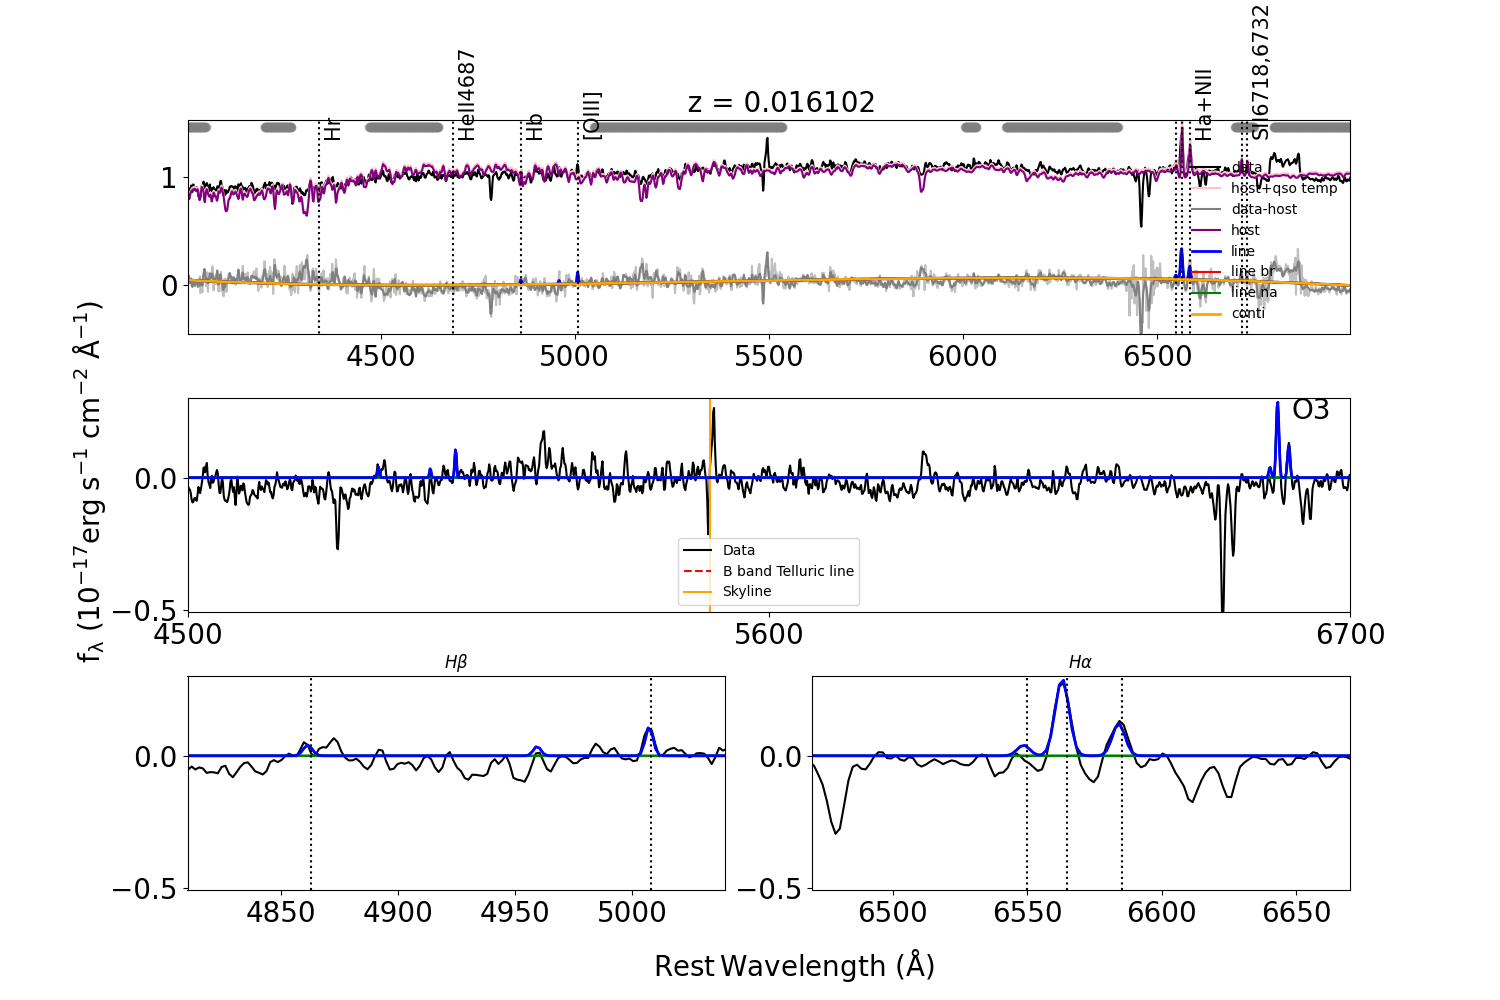 z = 0.016102
Hr
HeII4687
Hb
[OIII]
Ha+NII
SII6718,6732
1
0
data
host+qso temp
data-host
host
line
line br
line na
conti
4500
5000
5500
6000
6500
f_λ (10^−17 erg s^−1 cm^−2 Å^−1)
O3
0.0
−0.5
Data
B band Telluric line
Skyline
4500
5600
6700
Hβ
0.0
−0.5
4850
4900
4950
5000
Hα
0.0
−0.5
6500
6550
6600
6650
Rest Wavelength (Å)